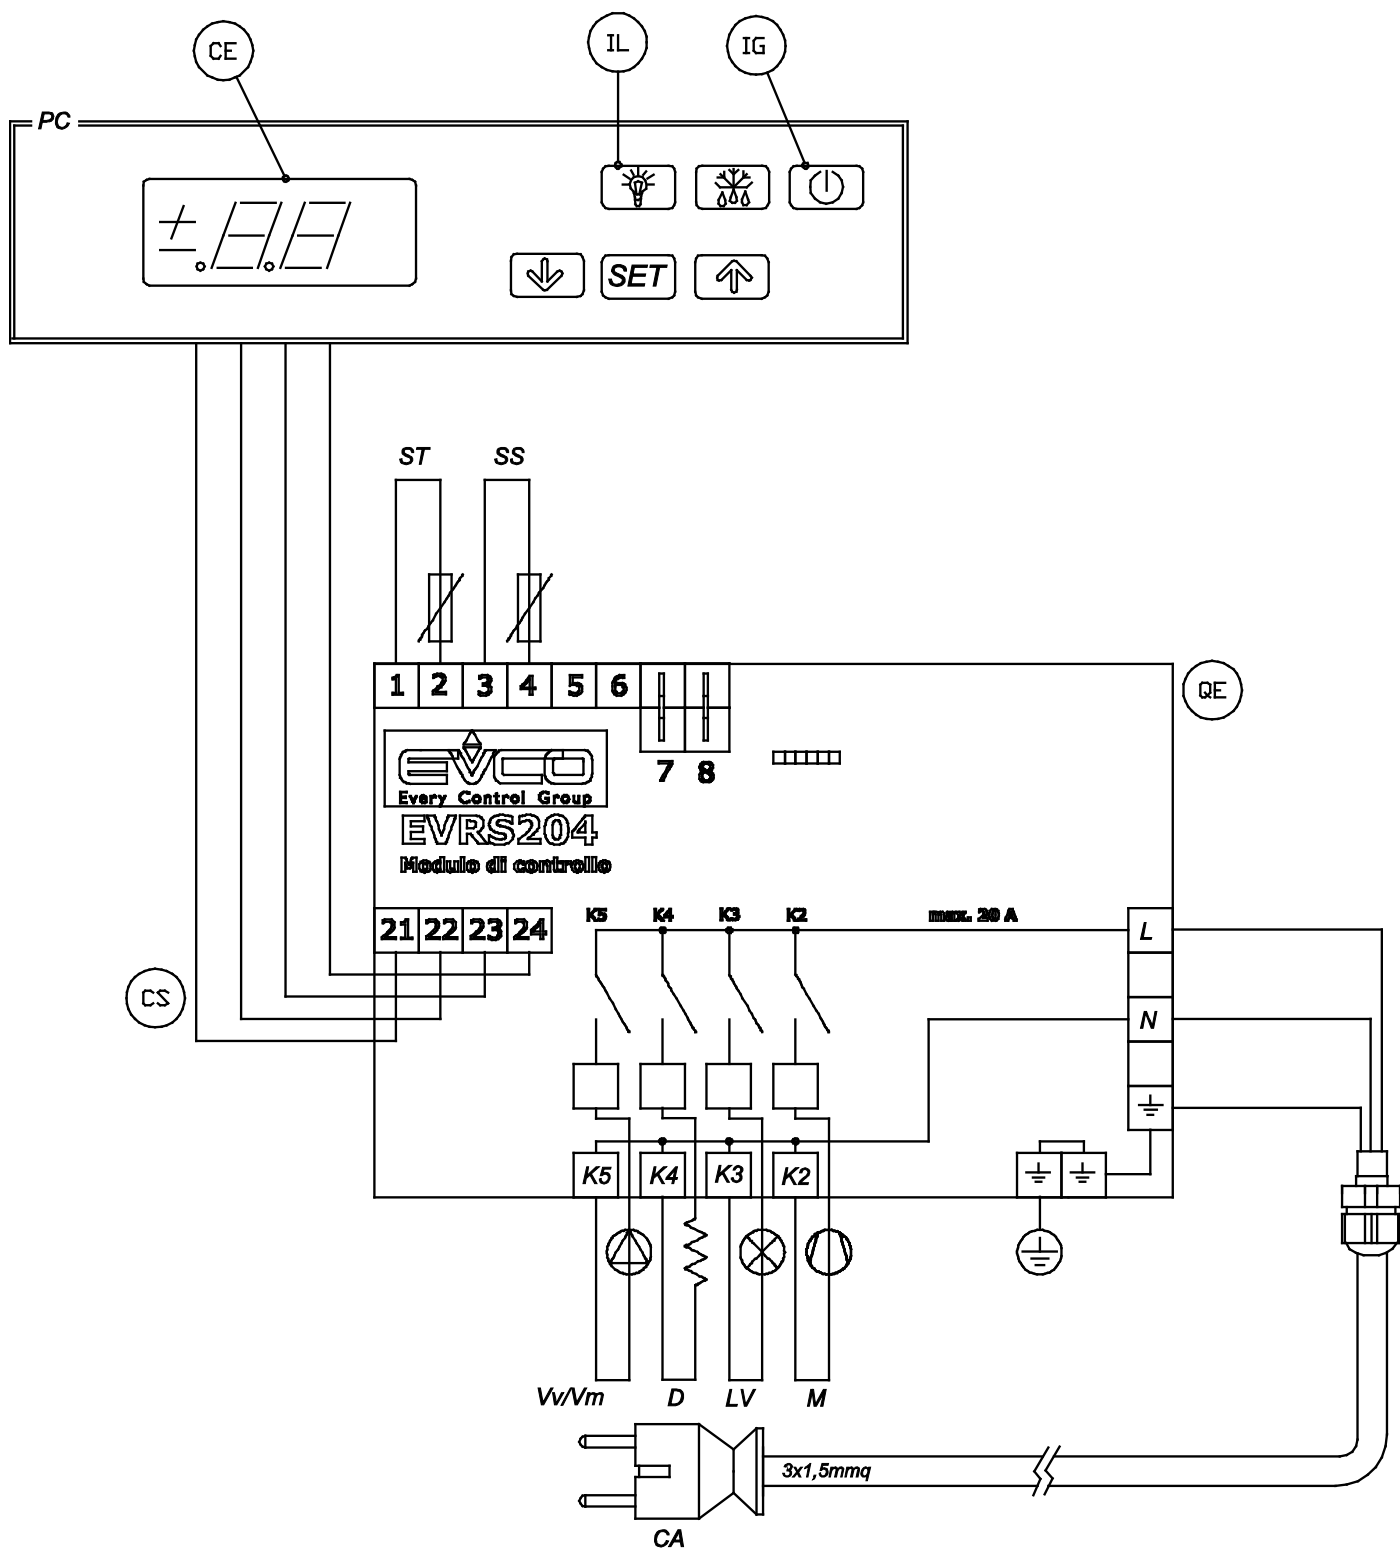 CE
IL
IG
PC
SET
ST
SS
1 2 3 4 5 6
7 8
QE
EVCO
Every Control Group
EVRS204
Modulo di controllo
21 22 23 24
K5 K4 K3 K2
max. 20 A
L
CS
N
K5 K4 K3 K2
Vv/Vm D LV M
3x1,5mmq
CA